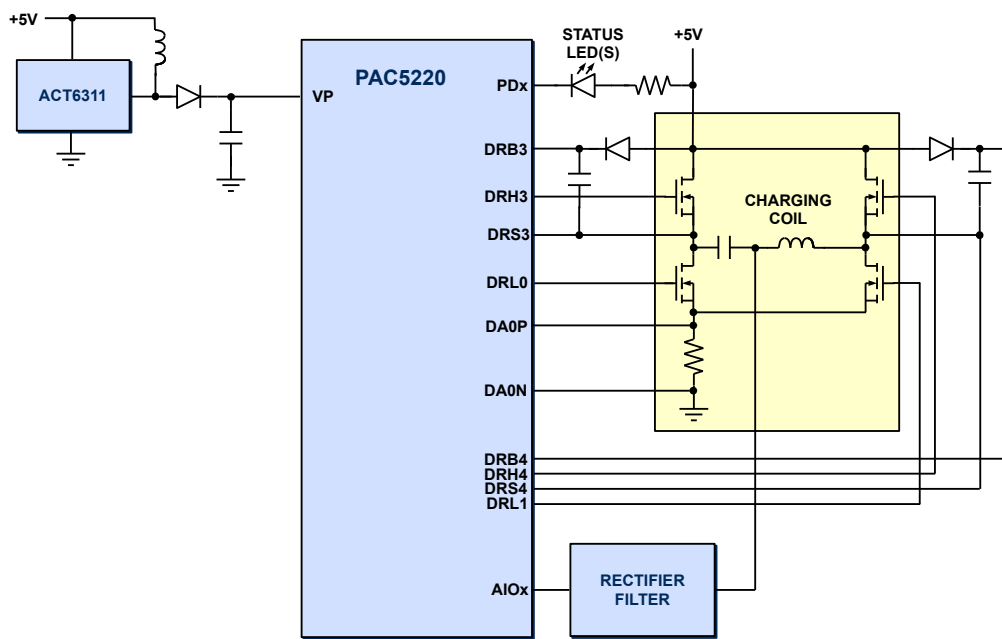 +5V
ACT6311
PAC5220
VP
STATUS
LED(S)
+5V
PDx
DRB3
DRH3
DRS3
DRL0
DA0P
DA0N
CHARGING
COIL
DRB4
DRH4
DRS4
DRL1
AIOx
RECTIFIER
FILTER